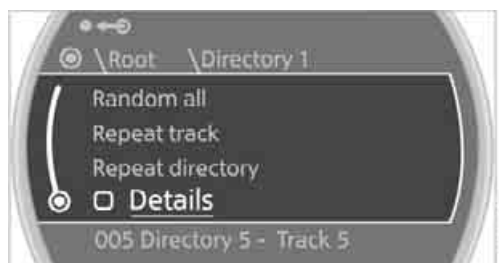 \Root \Directory 1
Random all
Repeat track
Repeat directory
Details
005 Directory 5 - Track 5